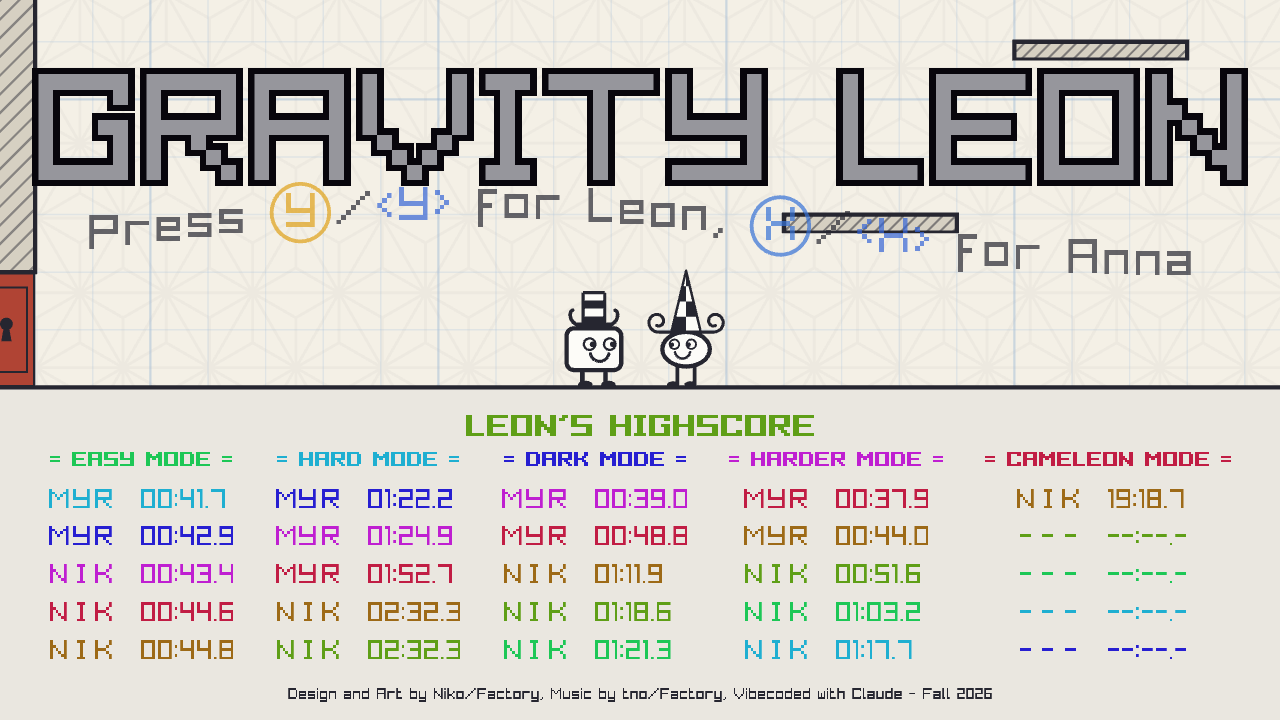 GRAVITY LEON
Press Y/<Y> for Leon, X/<X> for Anna
LEON'S HIGHSCORE
= EASY MODE = = HARD MODE = = DARK MODE = = HARDER MODE = = CAMELEON MODE =
MYR 00:41.7 MYR 01:22.2 MYR 00:39.0 MYR 00:37.9 NIK 19:18.7
MYR 00:42.9 MYR 01:24.9 MYR 00:48.8 MYR 00:44.0 --- --:--.-
NIK 00:43.4 MYR 01:52.7 NIK 01:11.9 NIK 00:51.6 --- --:--.-
NIK 00:44.6 NIK 02:32.3 NIK 01:18.6 NIK 01:03.2 --- --:--.-
NIK 00:44.8 NIK 02:32.3 NIK 01:21.3 NIK 01:17.7 --- --:--.-
Design and Art by Niko/Factory, Music by tno/Factory, Vibecoded with Claude - Fall 2026